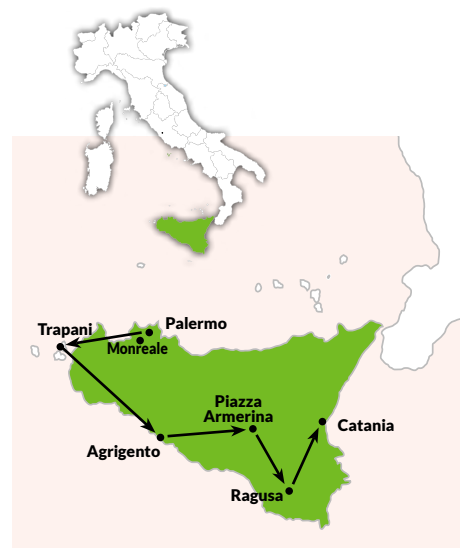 Trapani
Palermo
Monreale
Piazza
Armerina
Catania
Agrigento
Ragusa